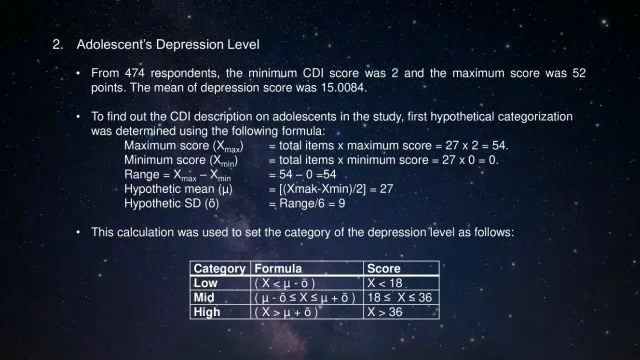 2. Adolescent's Depression Level
• From 474 respondents, the minimum CDI score was 2 and the maximum score was 52
points. The mean of depression score was 15.0084.
• To find out the CDI description on adolescents in the study, first hypothetical categorization
was determined using the following formula:
Maximum score (Xmax) = total items x maximum score = 27 x 2 = 54.
Minimum score (Xmin) = total items x minimum score = 27 x 0 = 0.
Range = Xmax – Xmin = 54 – 0 =54
Hypothetic mean (µ) = [(Xmak-Xmin)/2] = 27
Hypothetic SD (õ) = Range/6 = 9
• This calculation was used to set the category of the depression level as follows:
Category Formula Score
Low ( X < µ - õ ) X < 18
Mid ( µ - õ ≤ X ≤ µ + õ ) 18 ≤ X ≤ 36
High ( X > µ + õ ) X > 36